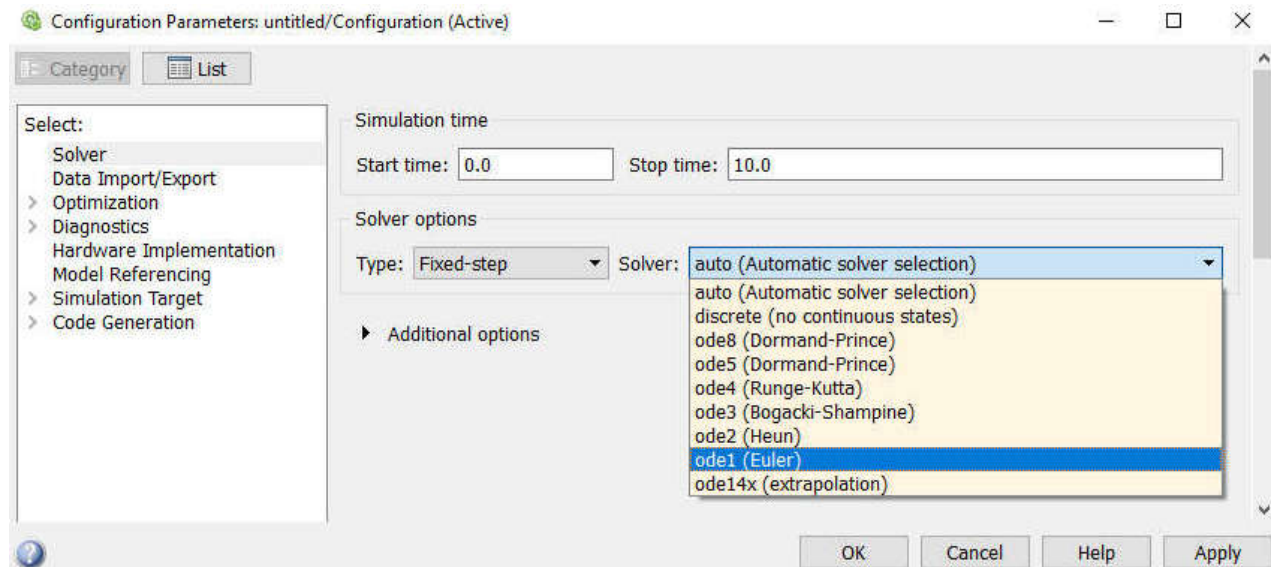 Configuration Parameters: untitled/Configuration (Active)
Category List
Select:
Solver
Data Import/Export
Optimization
Diagnostics
Hardware Implementation
Model Referencing
Simulation Target
Code Generation
Simulation time
Start time: 0.0 Stop time: 10.0
Solver options
Type: Fixed-step Solver: auto (Automatic solver selection)
auto (Automatic solver selection)
discrete (no continuous states)
ode8 (Dormand-Prince)
ode5 (Dormand-Prince)
ode4 (Runge-Kutta)
ode3 (Bogacki-Shampine)
ode2 (Heun)
ode1 (Euler)
ode14x (extrapolation)
Additional options
OK Cancel Help Apply